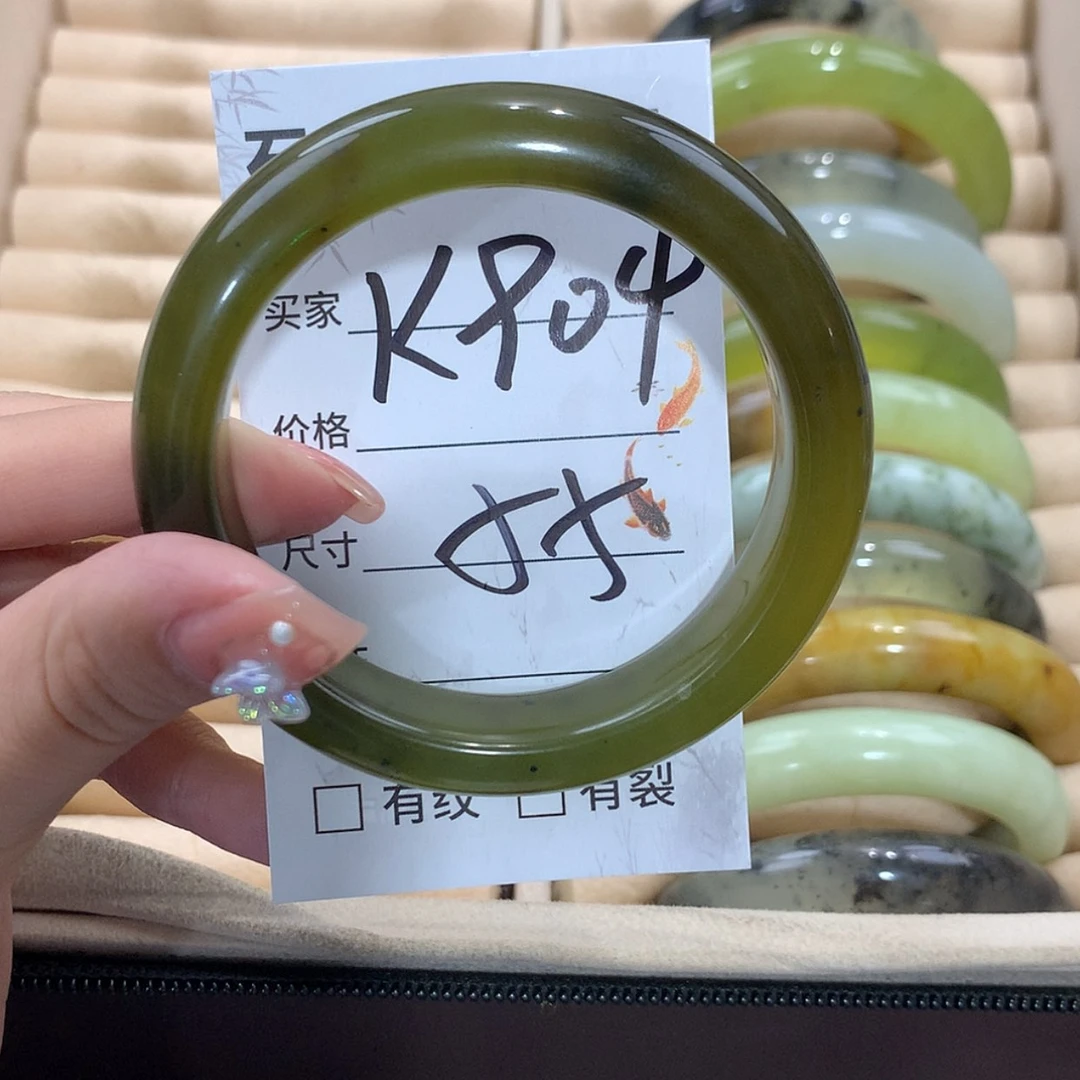 买家 K804
价格
尺寸 55
有纹 有裂